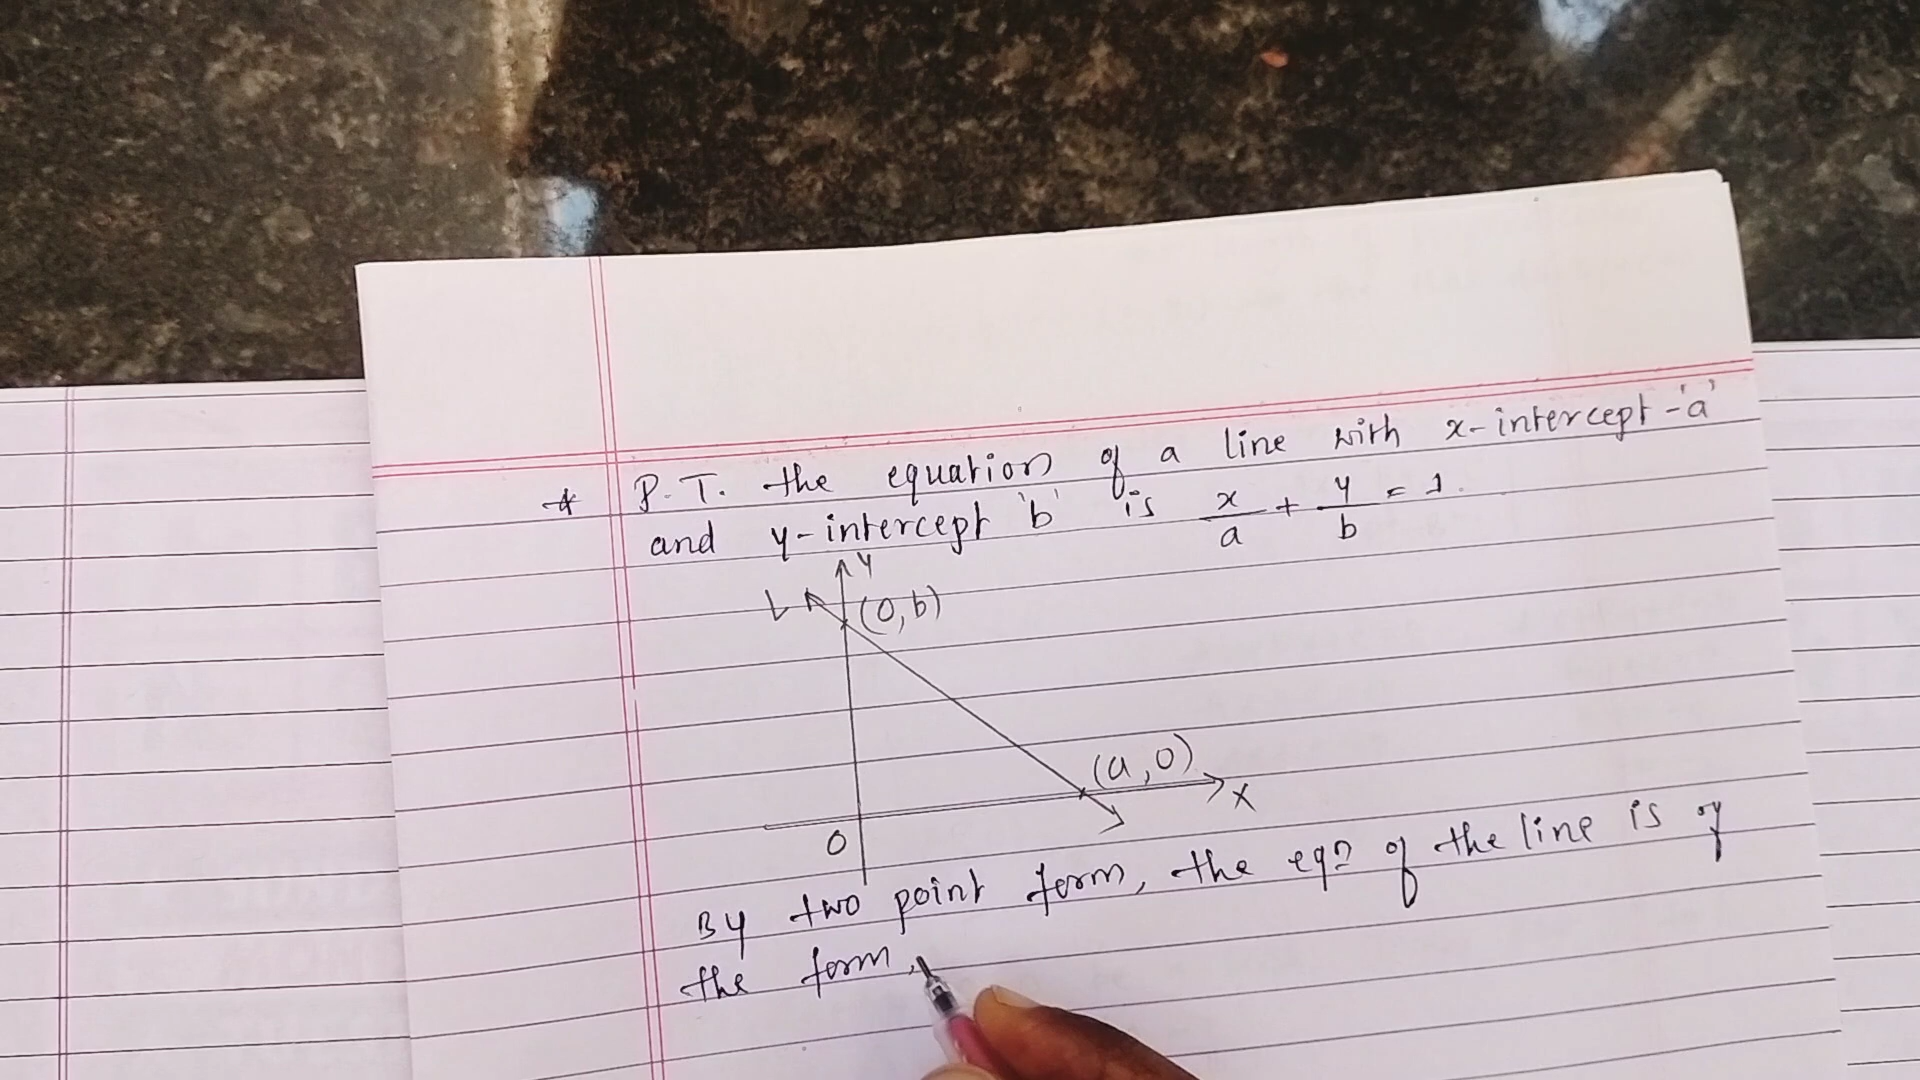 * P.T. the equation of a line with x-intercept-'a'
and y-intercept 'b' is x/a + y/b = 1.
Y
L (0,b)
(a,0)
X
O
By two point form, the eqn of the line is of
the form,